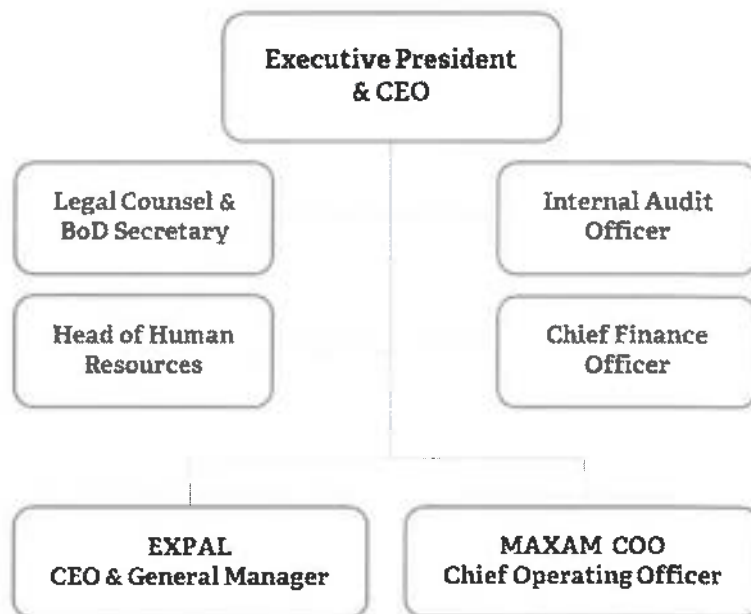 Executive President
& CEO
Legal Counsel &
BoD Secretary
Internal Audit
Officer
Head of Human
Resources
Chief Finance
Officer
EXPAL
CEO & General Manager
MAXAM COO
Chief Operating Officer